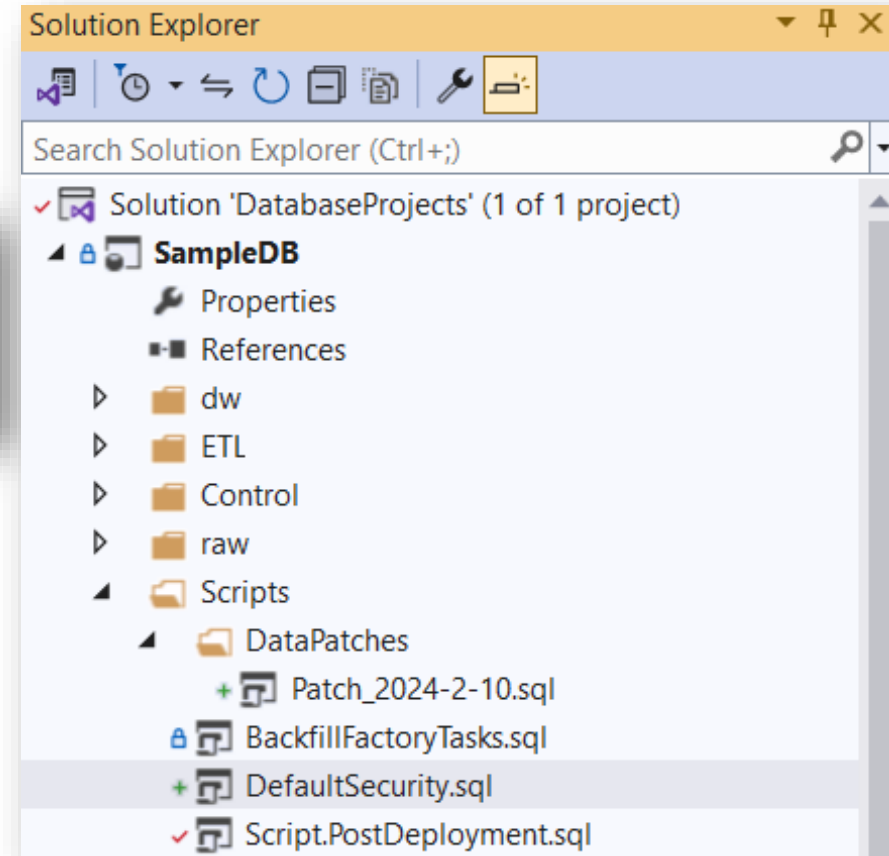 Solution Explorer
Search Solution Explorer (Ctrl+;)
Solution 'DatabaseProjects' (1 of 1 project)
SampleDB
Properties
References
dw
ETL
Control
raw
Scripts
DataPatches
Patch_2024-2-10.sql
BackfillFactoryTasks.sql
DefaultSecurity.sql
Script.PostDeployment.sql